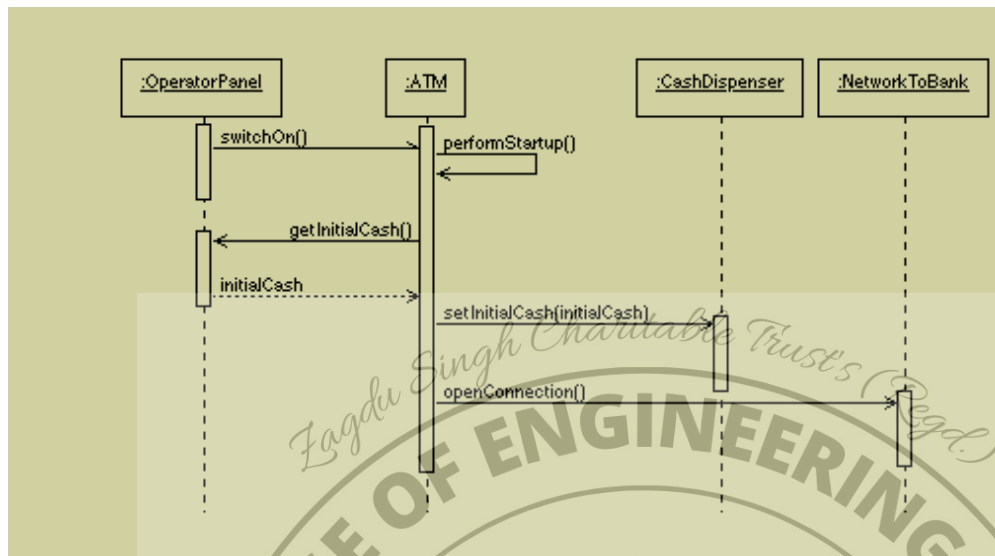 :OperatorPanel
:ATM
:CashDispenser
:NetworkToBank
switchOn()
performStartup()
getInitialCash()
initialCash
setInitialCash(initialCash)
openConnection()
Zagdu Singh Charitable Trust's (Regd.)
E OF ENGINEERING